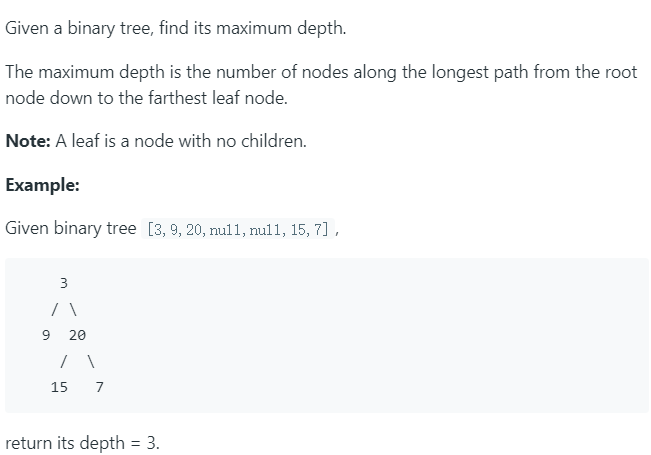 Given a binary tree, find its maximum depth.
The maximum depth is the number of nodes along the longest path from the root
node down to the farthest leaf node.
Note: A leaf is a node with no children.
Example:
Given binary tree [3, 9, 20, null, null, 15, 7] ,
3
/ \
9 20
/ \
15 7
return its depth = 3.